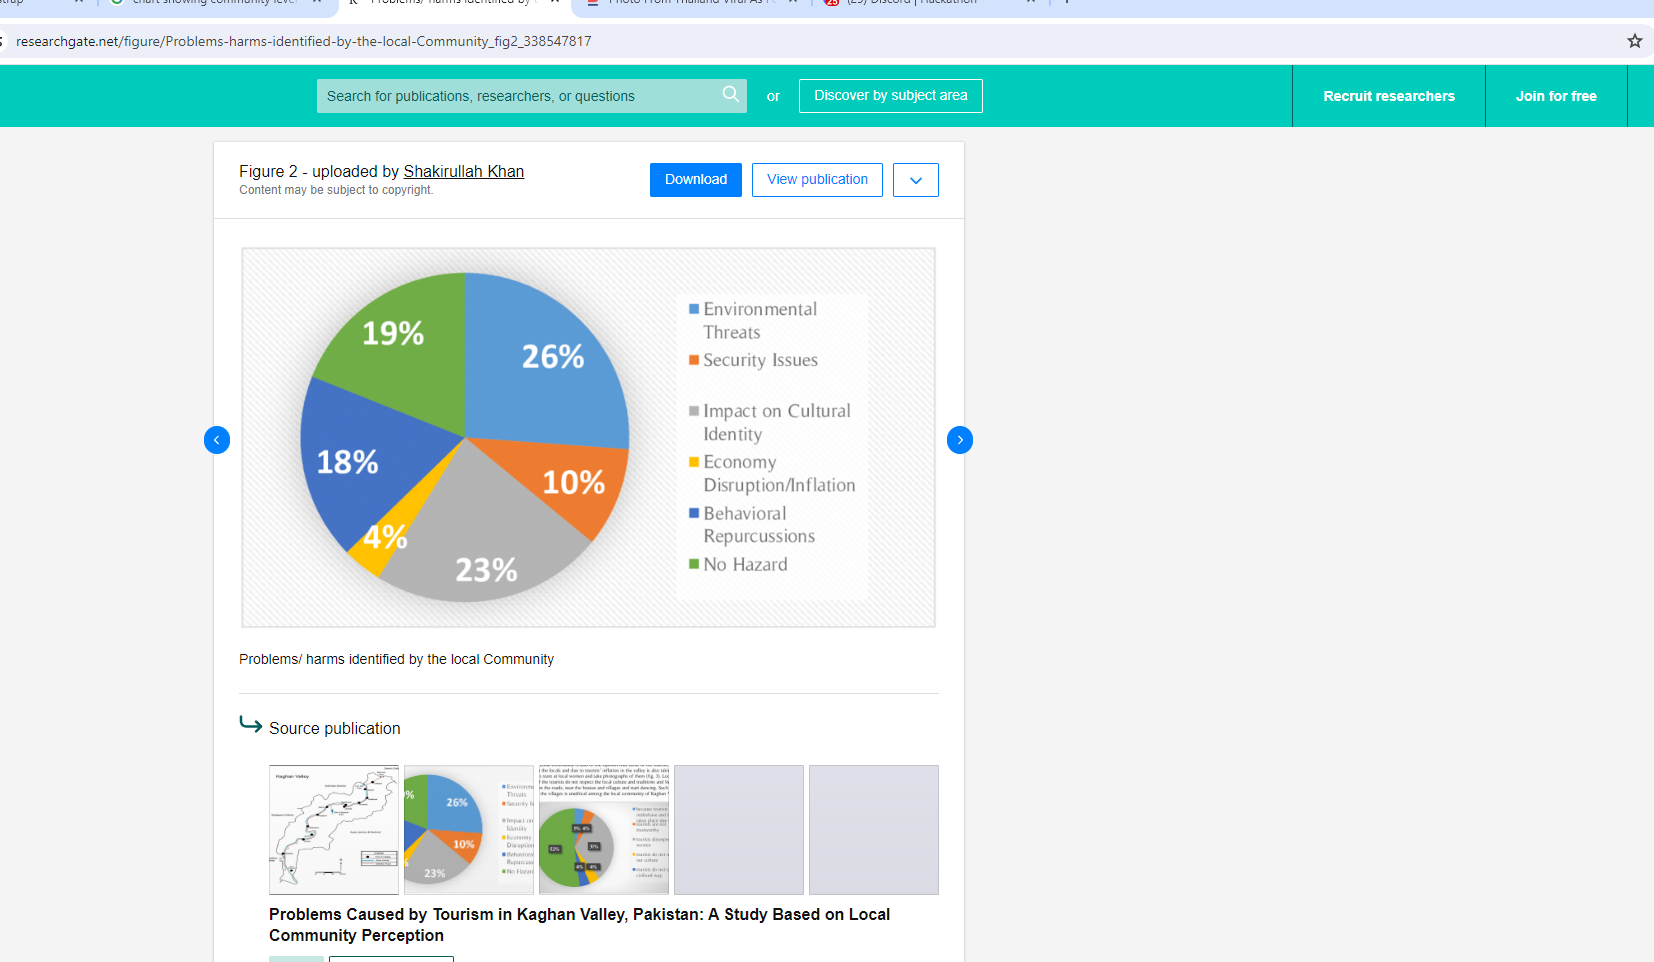 researchgate.net/figure/Problems-harms-identified-by-the-local-Community_fig2_338547817
Search for publications, researchers, or questions
or
Discover by subject area
Recruit researchers
Join for free
Figure 2 - uploaded by Shakirullah Khan
Content may be subject to copyright.
Download
View publication
19%
26%
18%
10%
4%
23%
Environmental
Threats
Security Issues
Impact on Cultural
Identity
Economy
Disruption/Inflation
Behavioral
Repurcussions
No Hazard
Problems/ harms identified by the local Community
Source publication
Kaghan Valley
26%
10%
23%
Problems Caused by Tourism in Kaghan Valley, Pakistan: A Study Based on Local
Community Perception